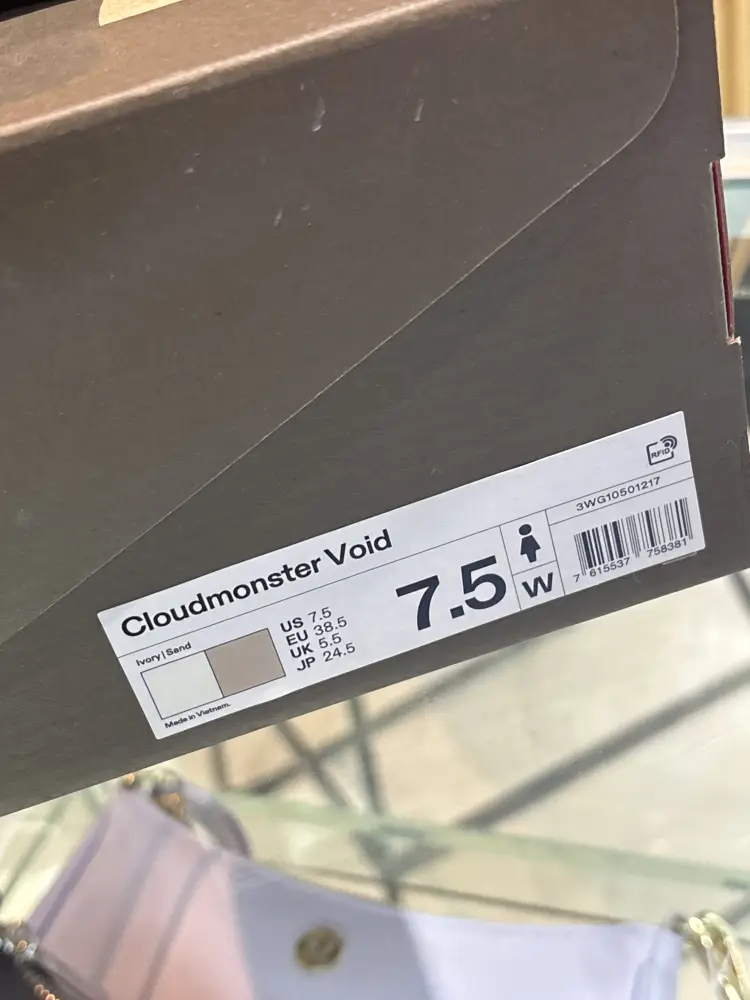 RFID
3WG10501217
Cloudmonster Void
Ivory | Sand
US 7.5
EU 38.5
UK 5.5
JP 24.5
7.5
W
7 615537 758381
Made in Vietnam.